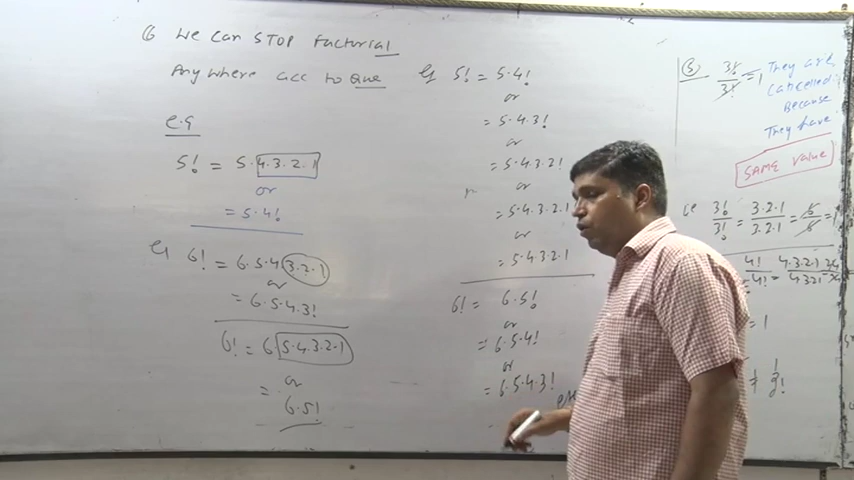 6 We can STOP factorial
Anywhere acc to Que
e.g
5! = 5.4.3.2.1
or
= 5.4!
6! = 6.5.4.3.2.1
or
= 6.5.4.3!
6! = 6.5.4.3.2.1
or
= 6.5!
5! = 5.4!
or
= 5.4.3!
or
= 5.4.3.2!
or
= 5.4.3.2.1
or
= 5.4.3.2.1
6! = 6.5!
or
= 6.5.4!
or
= 6.5.4.3!
(3) 3!/3! = 1
They are
Cancelled
Because
They have
SAME Value
3!/3! = 3.2.1/3.2.1 = 6/6 = 1
4!/4! = 4.3.2.1/4321
= 1